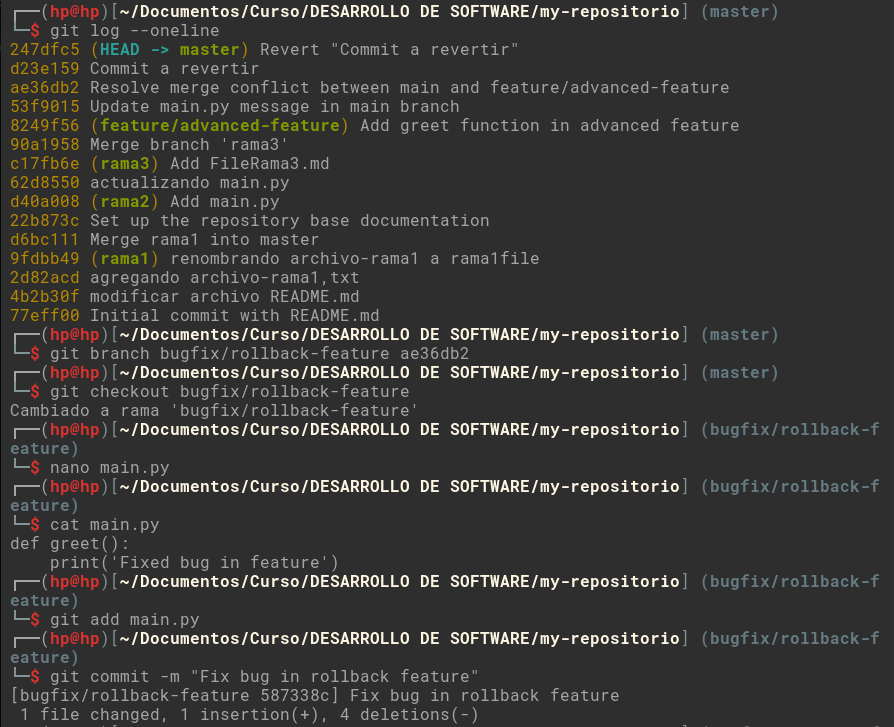 ┌──(hp@hp)[~/Documentos/Curso/DESARROLLO DE SOFTWARE/my-repositorio] (master)
└─$ git log --oneline
247dfc5 (HEAD -> master) Revert "Commit a revertir"
d23e159 Commit a revertir
ae36db2 Resolve merge conflict between main and feature/advanced-feature
53f9015 Update main.py message in main branch
8249f56 (feature/advanced-feature) Add greet function in advanced feature
90a1958 Merge branch 'rama3'
c17fb6e (rama3) Add FileRama3.md
62d8550 actualizando main.py
d40a008 (rama2) Add main.py
22b873c Set up the repository base documentation
d6bc111 Merge rama1 into master
9fdbb49 (rama1) renombrando archivo-rama1 a rama1file
2d82acd agregando archivo-rama1,txt
4b2b30f modificar archivo README.md
77eff00 Initial commit with README.md
┌──(hp@hp)[~/Documentos/Curso/DESARROLLO DE SOFTWARE/my-repositorio] (master)
└─$ git branch bugfix/rollback-feature ae36db2
┌──(hp@hp)[~/Documentos/Curso/DESARROLLO DE SOFTWARE/my-repositorio] (master)
└─$ git checkout bugfix/rollback-feature
Cambiado a rama 'bugfix/rollback-feature'
┌──(hp@hp)[~/Documentos/Curso/DESARROLLO DE SOFTWARE/my-repositorio] (bugfix/rollback-f
eature)
└─$ nano main.py
┌──(hp@hp)[~/Documentos/Curso/DESARROLLO DE SOFTWARE/my-repositorio] (bugfix/rollback-f
eature)
└─$ cat main.py
def greet():
    print('Fixed bug in feature')
┌──(hp@hp)[~/Documentos/Curso/DESARROLLO DE SOFTWARE/my-repositorio] (bugfix/rollback-f
eature)
└─$ git add main.py
┌──(hp@hp)[~/Documentos/Curso/DESARROLLO DE SOFTWARE/my-repositorio] (bugfix/rollback-f
eature)
└─$ git commit -m "Fix bug in rollback feature"
[bugfix/rollback-feature 587338c] Fix bug in rollback feature
 1 file changed, 1 insertion(+), 4 deletions(-)